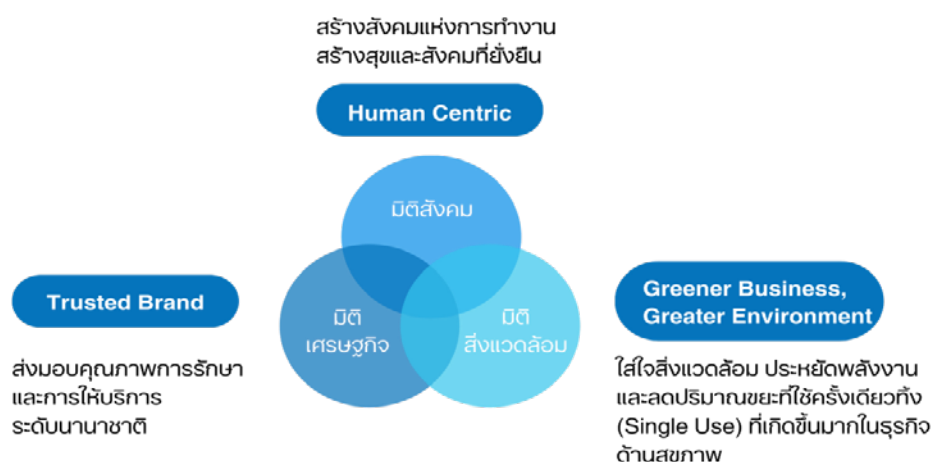 สร้างสังคมแห่งการทำงาน
สร้างสุขและสังคมที่ยั่งยืน
Human Centric
มิติสังคม
Trusted Brand
ส่งมอบคุณภาพการรักษา
และการให้บริการ
ระดับนานาชาติ
มิติ
เศรษฐกิจ
มิติ
สิ่งแวดล้อม
Greener Business,
Greater Environment
ใส่ใจสิ่งแวดล้อม ประหยัดพลังงาน
และลดปริมาณขยะที่ใช้ครั้งเดียวทิ้ง
(Single Use) ที่เกิดขึ้นมากในธุรกิจ
ด้านสุขภาพ